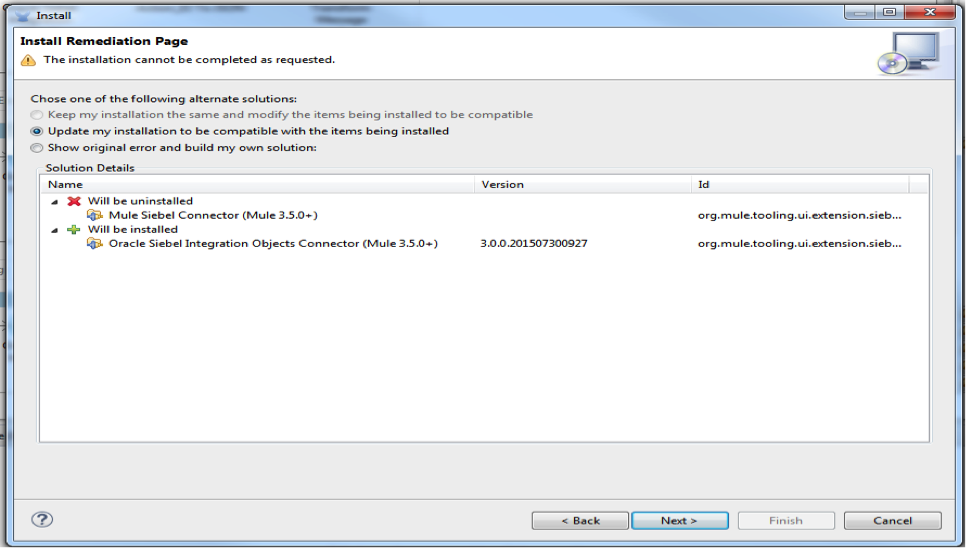 Install
Install Remediation Page
The installation cannot be completed as requested.
Chose one of the following alternate solutions:
Keep my installation the same and modify the items being installed to be compatible
Update my installation to be compatible with the items being installed
Show original error and build my own solution:
Solution Details
Name Version Id
Will be uninstalled
Mule Siebel Connector (Mule 3.5.0+) org.mule.tooling.ui.extension.sieb...
Will be installed
Oracle Siebel Integration Objects Connector (Mule 3.5.0+) 3.0.0.201507300927 org.mule.tooling.ui.extension.sieb...
? < Back Next > Finish Cancel